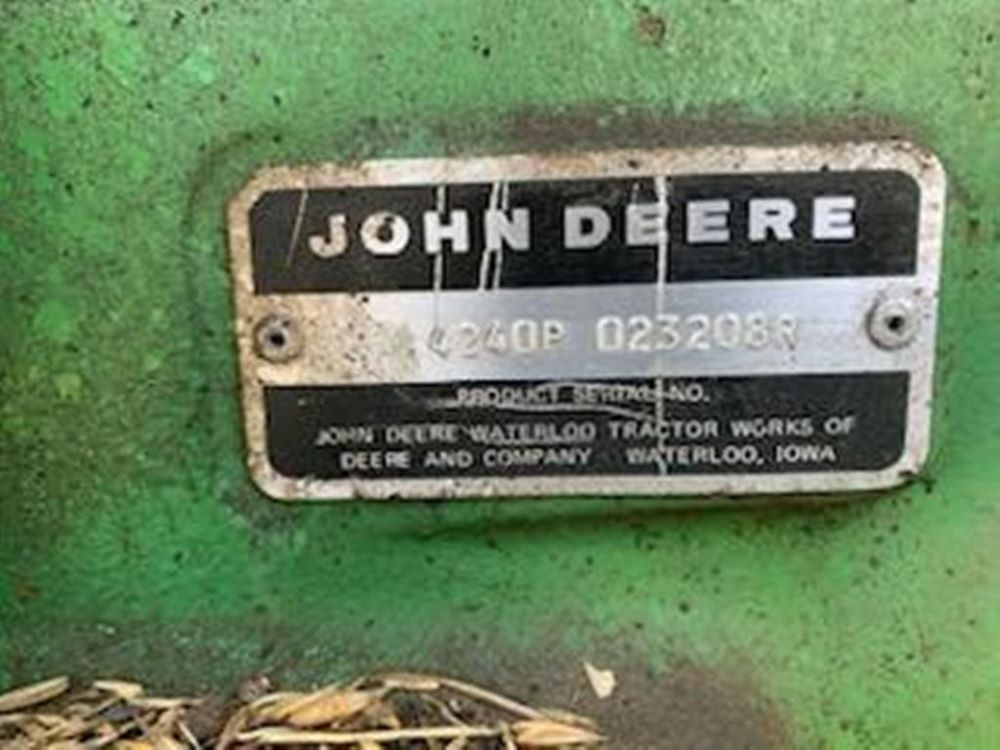 JOHN DEERE
4240P 023208R
PRODUCT SERIAL NO.
JOHN DEERE WATERLOO TRACTOR WORKS OF
DEERE AND COMPANY WATERLOO, IOWA